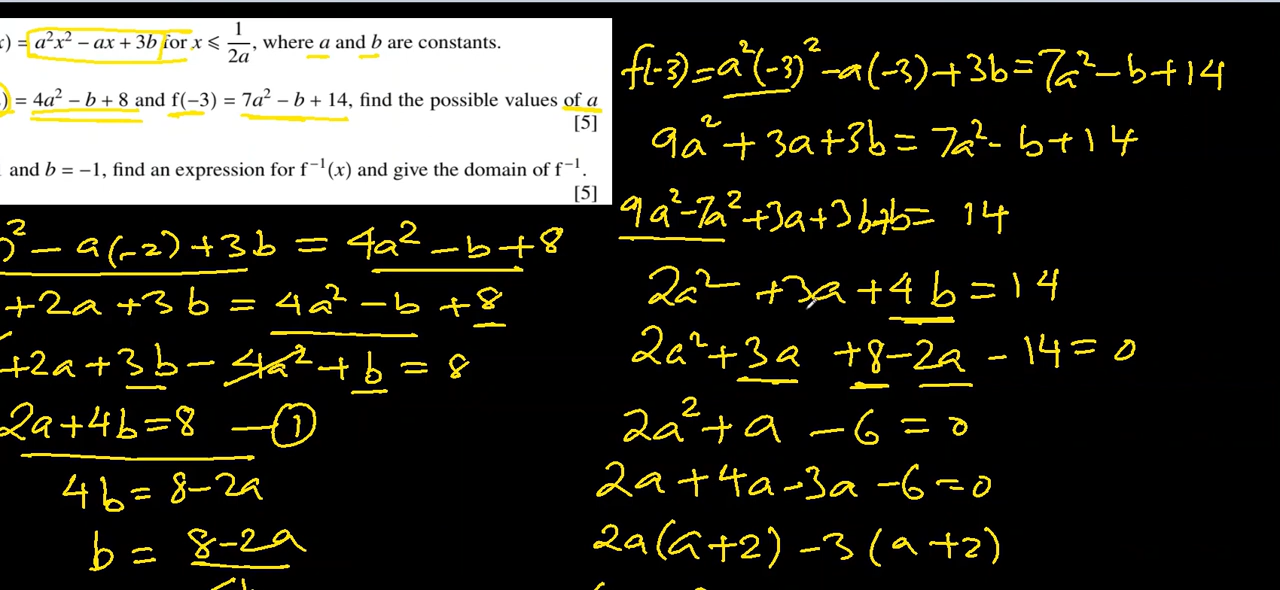 x) = a²x² − ax + 3b for x ⩽ 1/2a, where a and b are constants.
) = 4a² − b + 8 and f(−3) = 7a² − b + 14, find the possible values of a
[5]
and b = −1, find an expression for f⁻¹(x) and give the domain of f⁻¹.
[5]
² − a(−2) + 3b = 4a² − b + 8
+2a + 3b = 4a² − b + 8
+2a + 3b − 4a² + b = 8
2a + 4b = 8 — ①
4b = 8 − 2a
b = 8 − 2a
f(−3) = a²(−3)² − a(−3) + 3b = 7a² − b + 14
9a² + 3a + 3b = 7a² − b + 14
9a² − 7a² + 3a + 3b + b = 14
2a² + 3a + 4b = 14
2a² + 3a + 8 − 2a − 14 = 0
2a² + a − 6 = 0
2a + 4a − 3a − 6 = 0
2a(a + 2) − 3(a + 2)